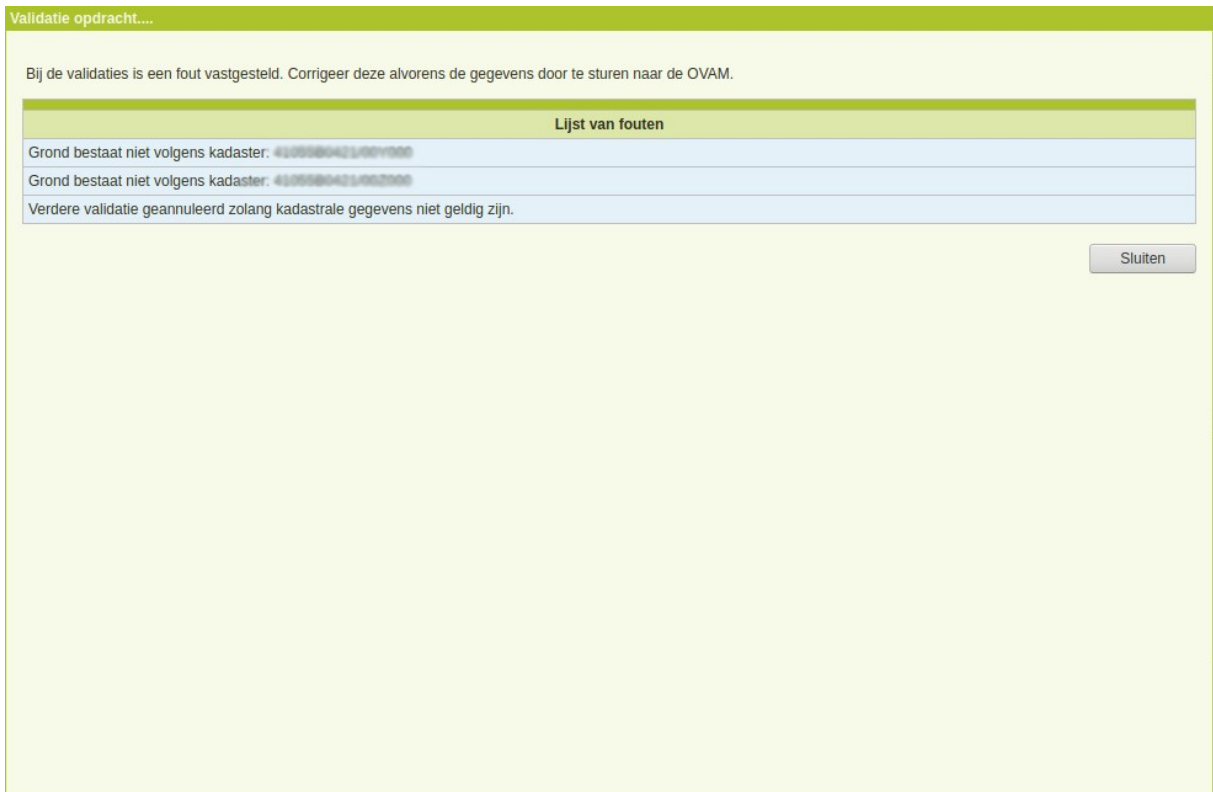 Validatie opdracht....
Bij de validaties is een fout vastgesteld. Corrigeer deze alvorens de gegevens door te sturen naar de OVAM.
Lijst van fouten
Grond bestaat niet volgens kadaster:
Grond bestaat niet volgens kadaster:
Verdere validatie geannuleerd zolang kadastrale gegevens niet geldig zijn.
Sluiten